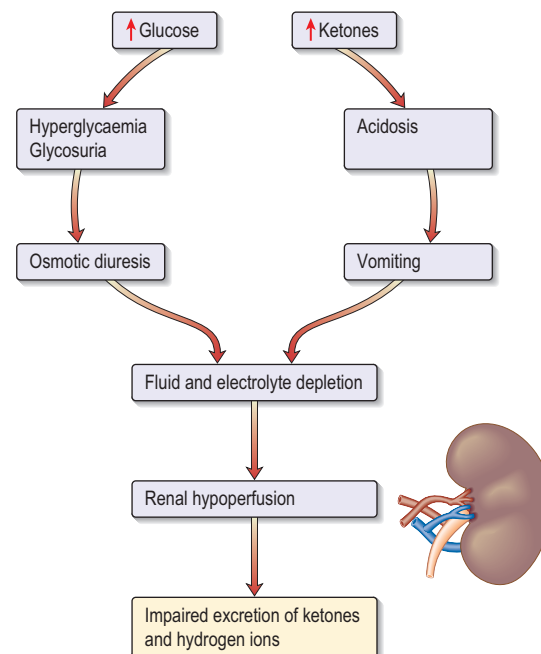 ↑Glucose
↑Ketones
Hyperglycaemia
Glycosuria
Acidosis
Osmotic diuresis
Vomiting
Fluid and electrolyte depletion
Renal hypoperfusion
Impaired excretion of ketones
and hydrogen ions